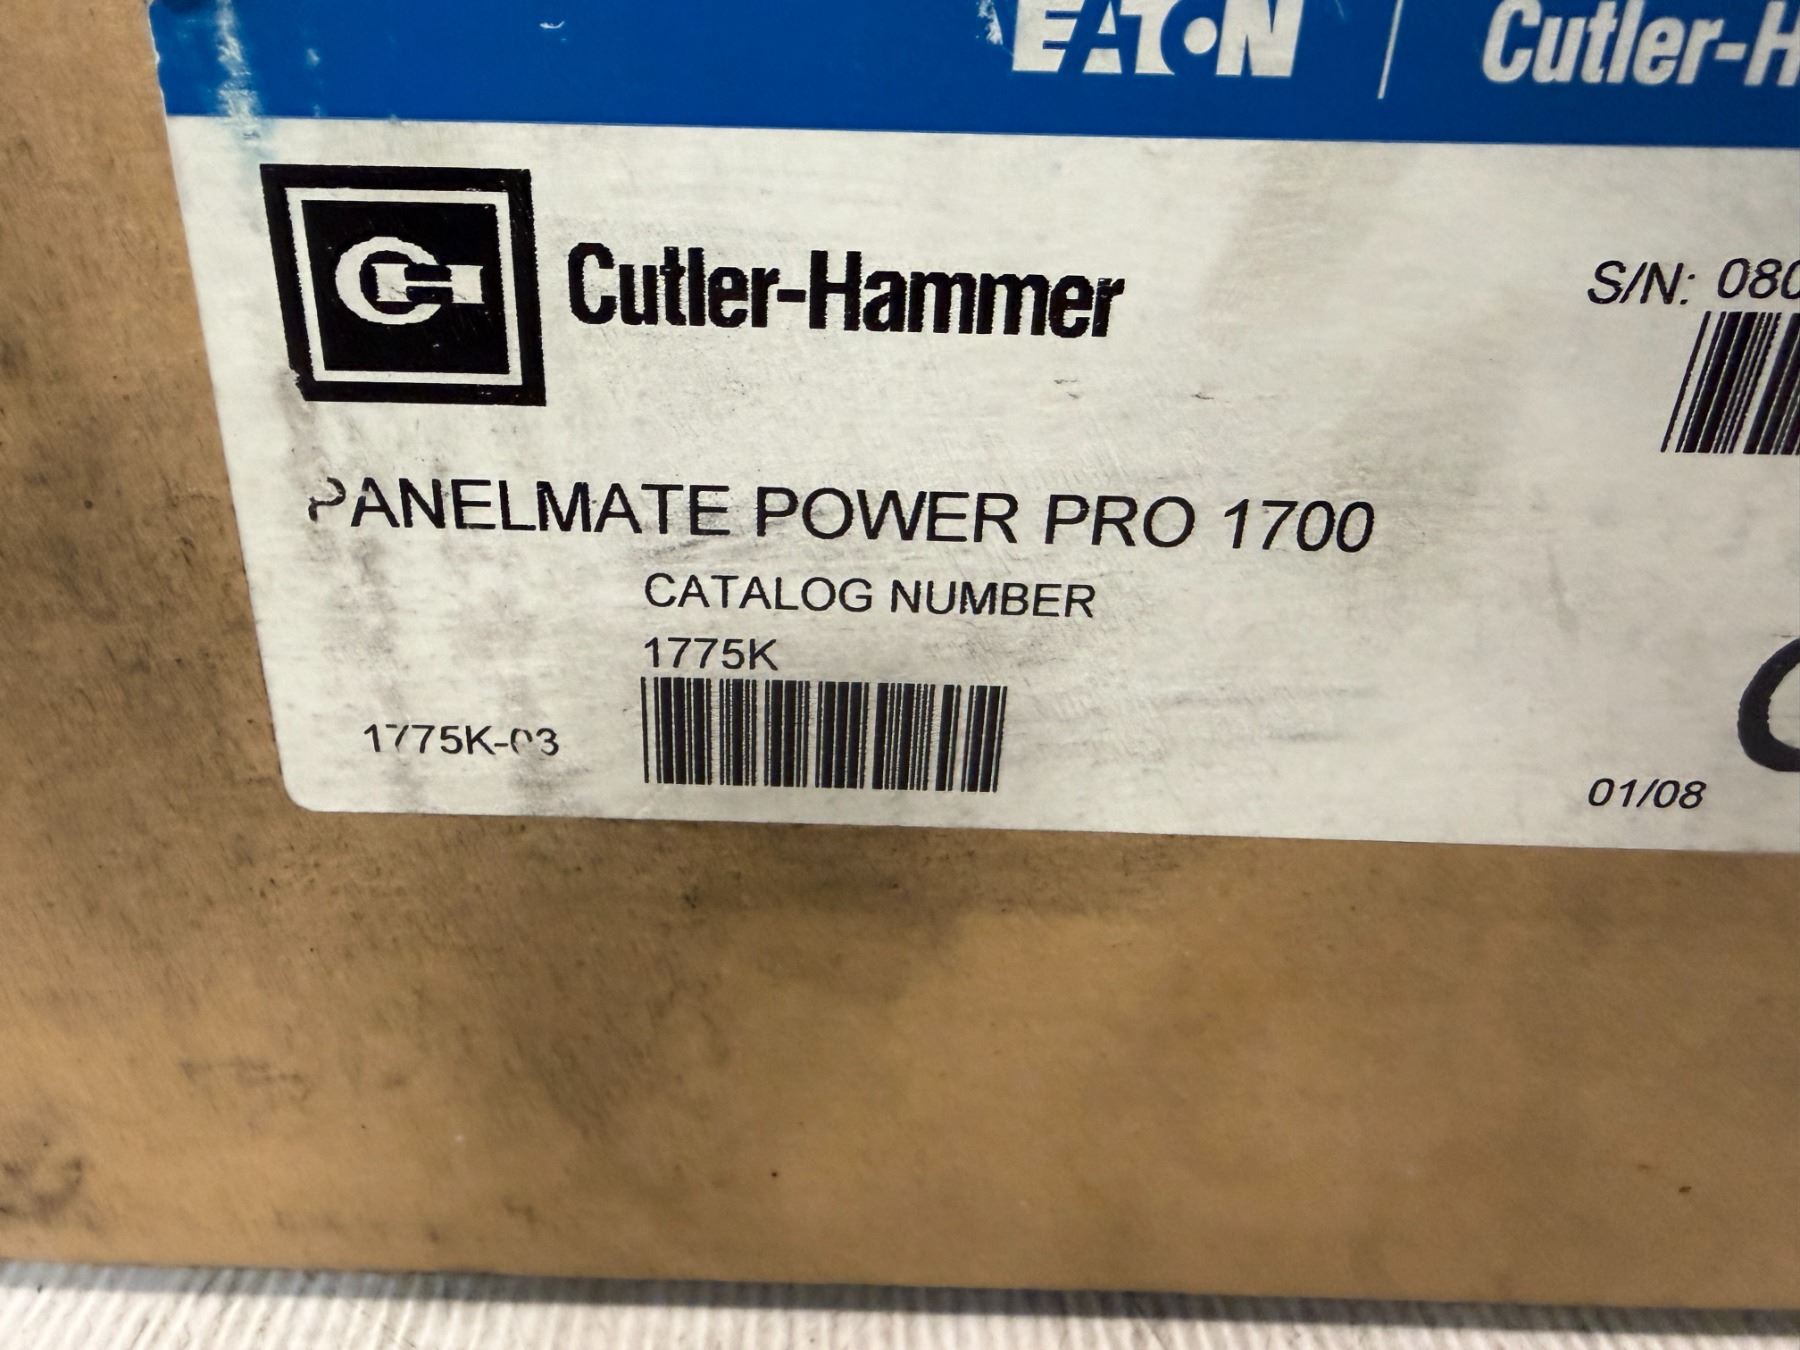 EATON | Cutler-H
Cutler-Hammer
S/N: 080
PANELMATE POWER PRO 1700
CATALOG NUMBER
1775K
1775K-03
01/08